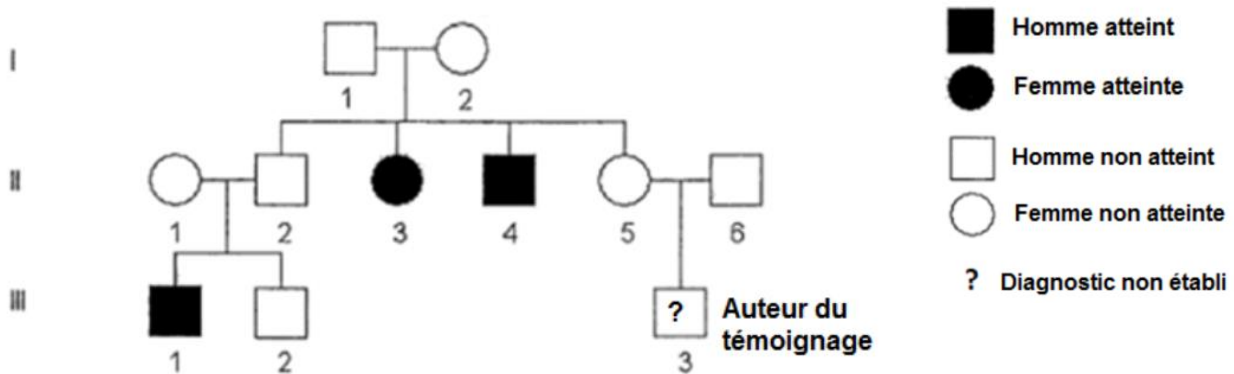 I
1 2
II
1 2 3 4 5 6
III
1 2 3
?
Auteur du
témoignage
Homme atteint
Femme atteinte
Homme non atteint
Femme non atteinte
? Diagnostic non établi